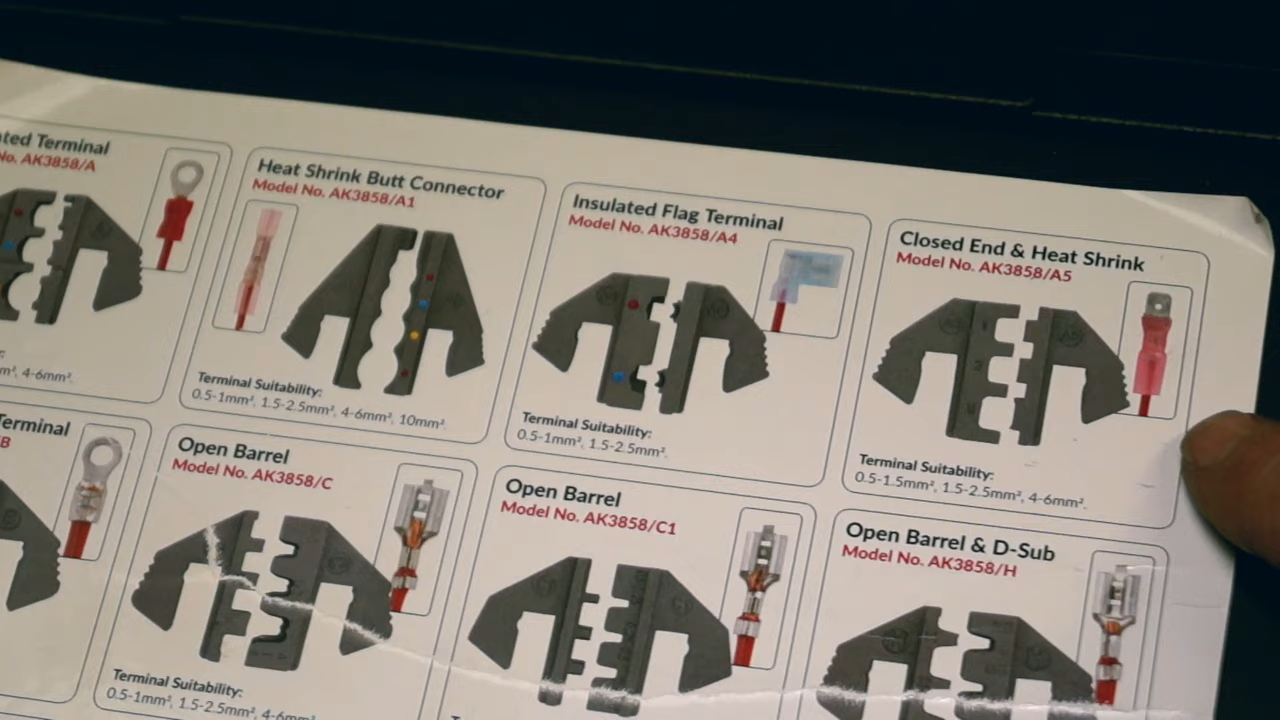 ted Terminal
No. AK3858/A
m², 4-6mm².
Heat Shrink Butt Connector
Model No. AK3858/A1
Terminal Suitability:
0.5-1mm², 1.5-2.5mm², 4-6mm², 10mm².
Insulated Flag Terminal
Model No. AK3858/A4
Terminal Suitability:
0.5-1mm², 1.5-2.5mm².
Closed End & Heat Shrink
Model No. AK3858/A5
Terminal Suitability:
0.5-1.5mm², 1.5-2.5mm², 4-6mm².
Terminal
B
Open Barrel
Model No. AK3858/C
Terminal Suitability:
0.5-1mm², 1.5-2.5mm², 4-6mm²
Open Barrel
Model No. AK3858/C1
Open Barrel & D-Sub
Model No. AK3858/H